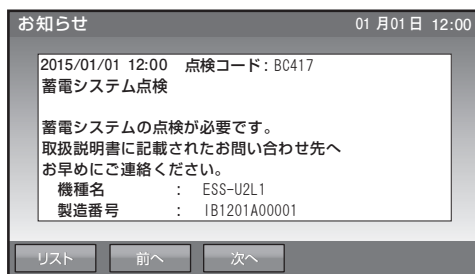 お知らせ 01月01日 12:00
2015/01/01 12:00 点検コード：BC417
蓄電システム点検
蓄電システムの点検が必要です。
取扱説明書に記載されたお問い合わせ先へ
お早めにご連絡ください。
機種名 : ESS-U2L1
製造番号 : IB1201A00001
リスト 前へ 次へ